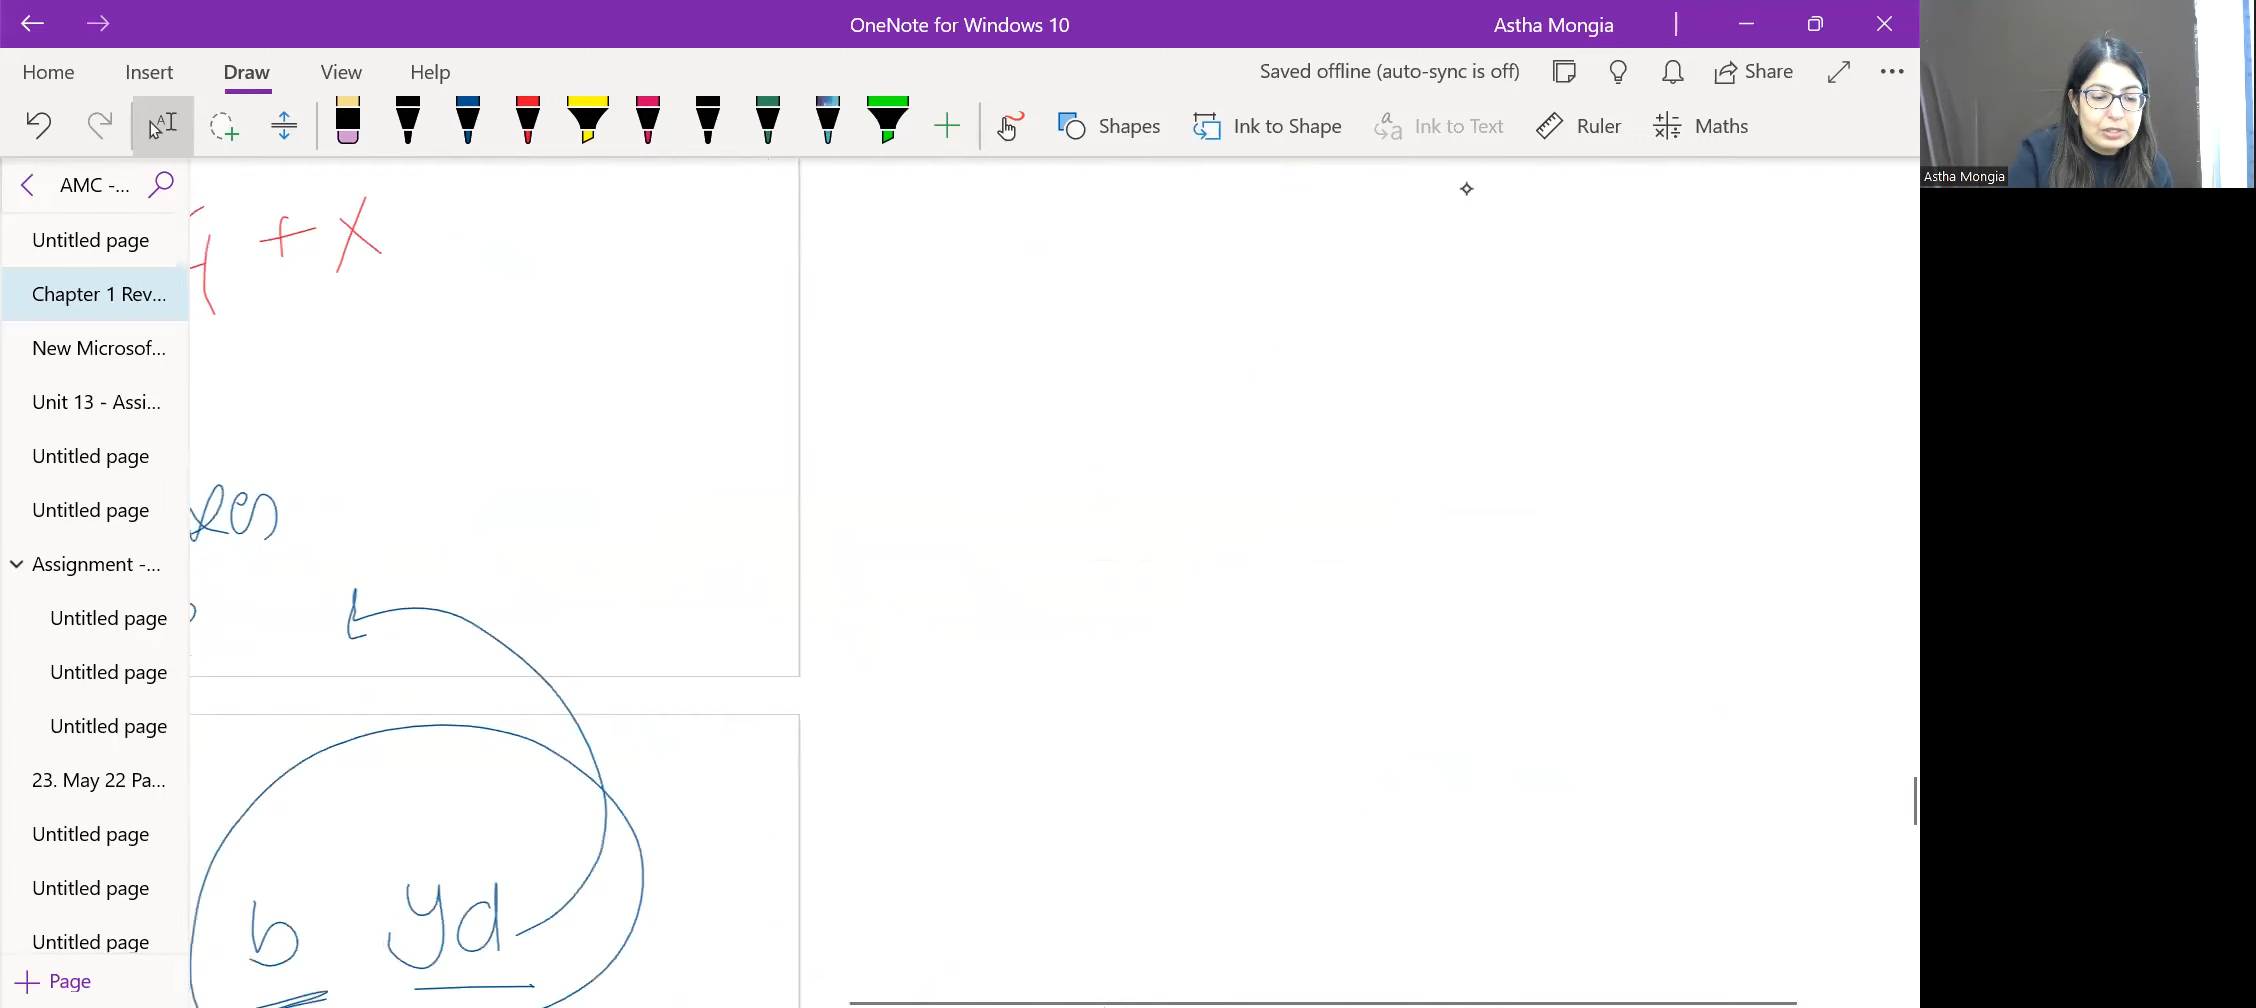 OneNote for Windows 10
Astha Mongia
Home Insert Draw View Help
Saved offline (auto-sync is off)
Share
Shapes
Ink to Shape
Ink to Text
Ruler
Maths
Astha Mongia
AMC -...
Untitled page
Chapter 1 Rev...
New Microsof...
Unit 13 - Assi...
Untitled page
Untitled page
Assignment -...
Untitled page
Untitled page
Untitled page
23. May 22 Pa...
Untitled page
Untitled page
Untitled page
Page
+ X
b yd